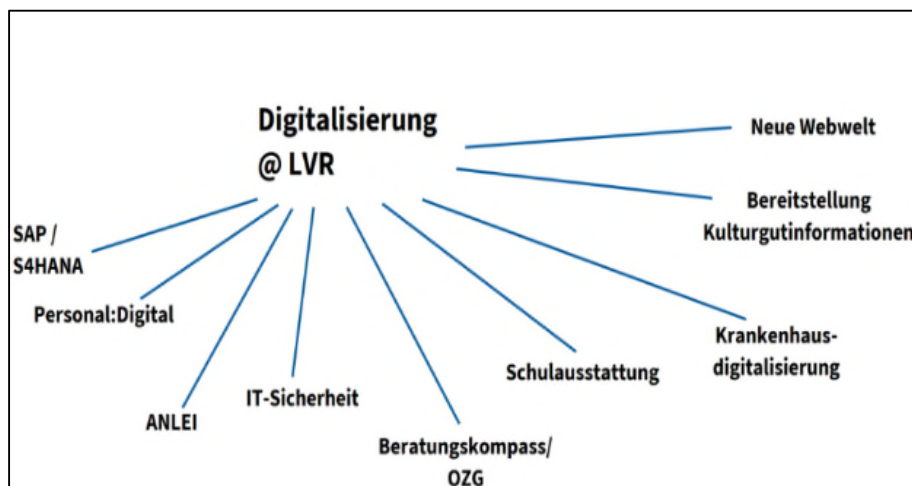 Digitalisierung
@ LVR
Neue Webwelt
Bereitstellung
Kulturgutinformationen
SAP /
S4HANA
Personal:Digital
Krankenhaus-
digitalisierung
Schulausstattung
IT-Sicherheit
ANLEI
Beratungskompass/
OZG